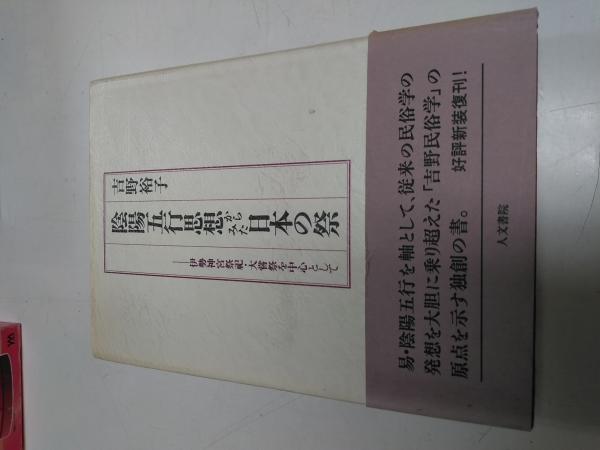 吉野裕子
陰陽五行思想からみた日本の祭
―伊勢神宮祭祀・大嘗祭を中心として
易・陰陽五行を軸として、従来の民俗学の
発想を大胆に乗り超えた「吉野民俗学」の
原点を示す独創の書。 好評新装復刊!
人文書院